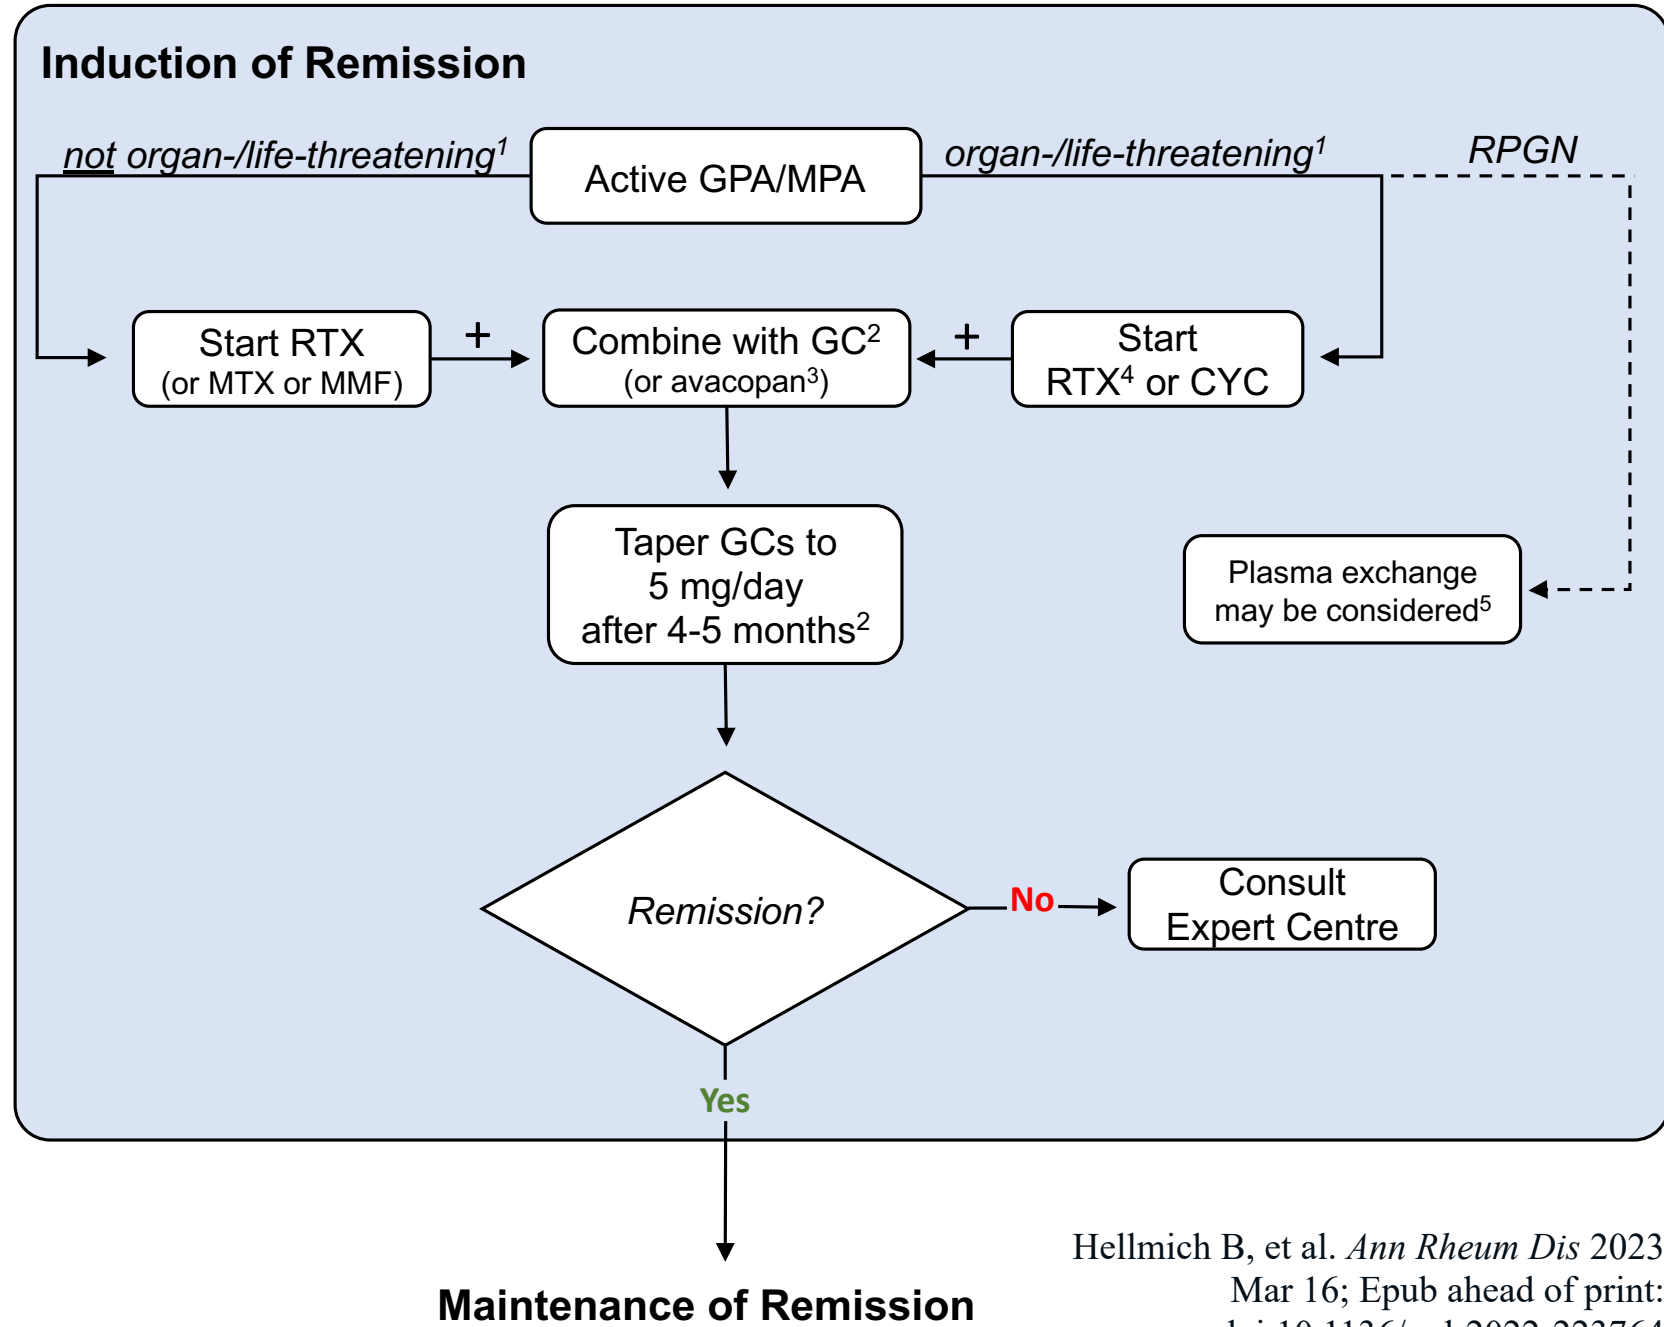 Induction of Remission
not organ-/life-threatening¹
Active GPA/MPA
organ-/life-threatening¹
RPGN
Start RTX
(or MTX or MMF)
+
Combine with GC²
(or avacopan³)
+
Start
RTX⁴ or CYC
Taper GCs to
5 mg/day
after 4-5 months²
Plasma exchange
may be considered⁵
Remission?
No
Consult
Expert Centre
Yes
Maintenance of Remission
Hellmich B, et al. Ann Rheum Dis 2023
Mar 16; Epub ahead of print: